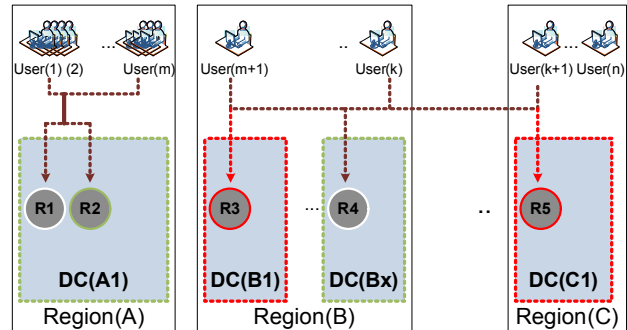 ... .. ...
User(1) (2) User(m) User(m+1) User(k) User(k+1) User(n)
R1 R2 R3 ... R4 .. R5
DC(A1) DC(B1) DC(Bx) DC(C1)
Region(A) Region(B) Region(C)